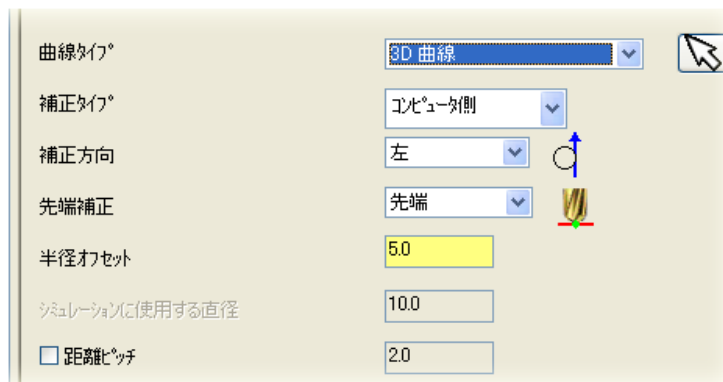 曲線ﾀｲﾌﾟ 3D 曲線
補正ﾀｲﾌﾟ ｺﾝﾋﾟｭｰﾀ側
補正方向 左
先端補正 先端
半径ｵﾌｾｯﾄ 5.0
ｼﾐｭﾚｰｼｮﾝに使用する直径 10.0
距離ﾋﾟｯﾁ 2.0